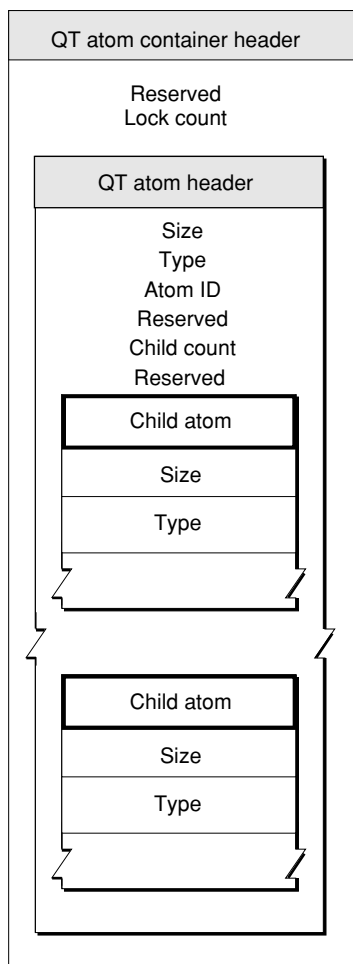 QT atom container header
Reserved
Lock count
QT atom header
Size
Type
Atom ID
Reserved
Child count
Reserved
Child atom
Size
Type
Child atom
Size
Type